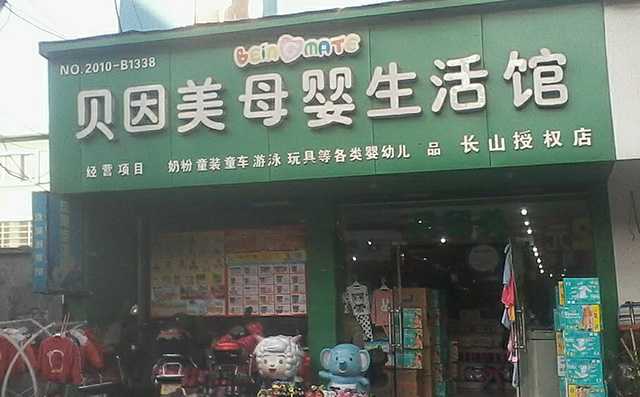 BeinGMATE
NO.2010-B1338
贝因美母婴生活馆
经营项目 奶粉童装童车游泳玩具等各类婴幼儿 品 长山授权店